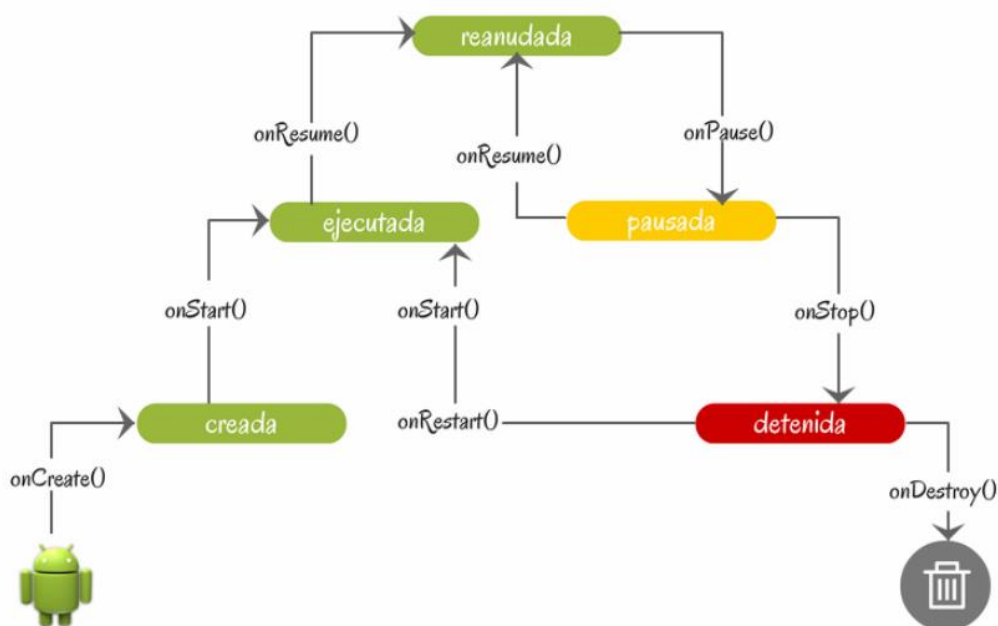 reanudada
onResume()
onResume()
onPause()
ejecutada
pausada
onStart()
onStart()
onStop()
creada
onRestart()
detenida
onCreate()
onDestroy()